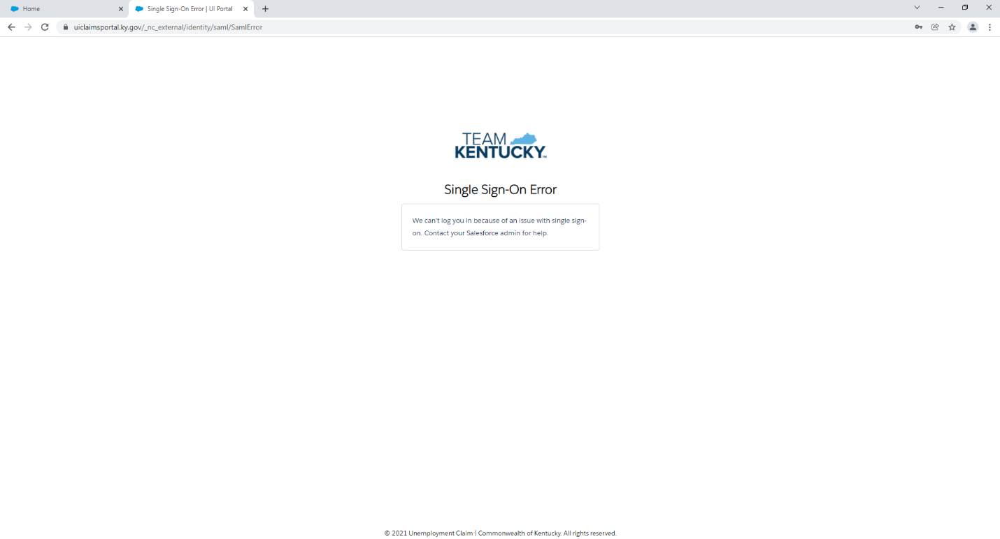 Home
Single Sign-On Error | UI Portal
uiclaimsportal.ky.gov/_nc_external/identity/saml/SamlError
TEAM
KENTUCKY™
Single Sign-On Error
We can't log you in because of an issue with single sign-
on. Contact your Salesforce admin for help.
© 2021 Unemployment Claim | Commonwealth of Kentucky. All rights reserved.